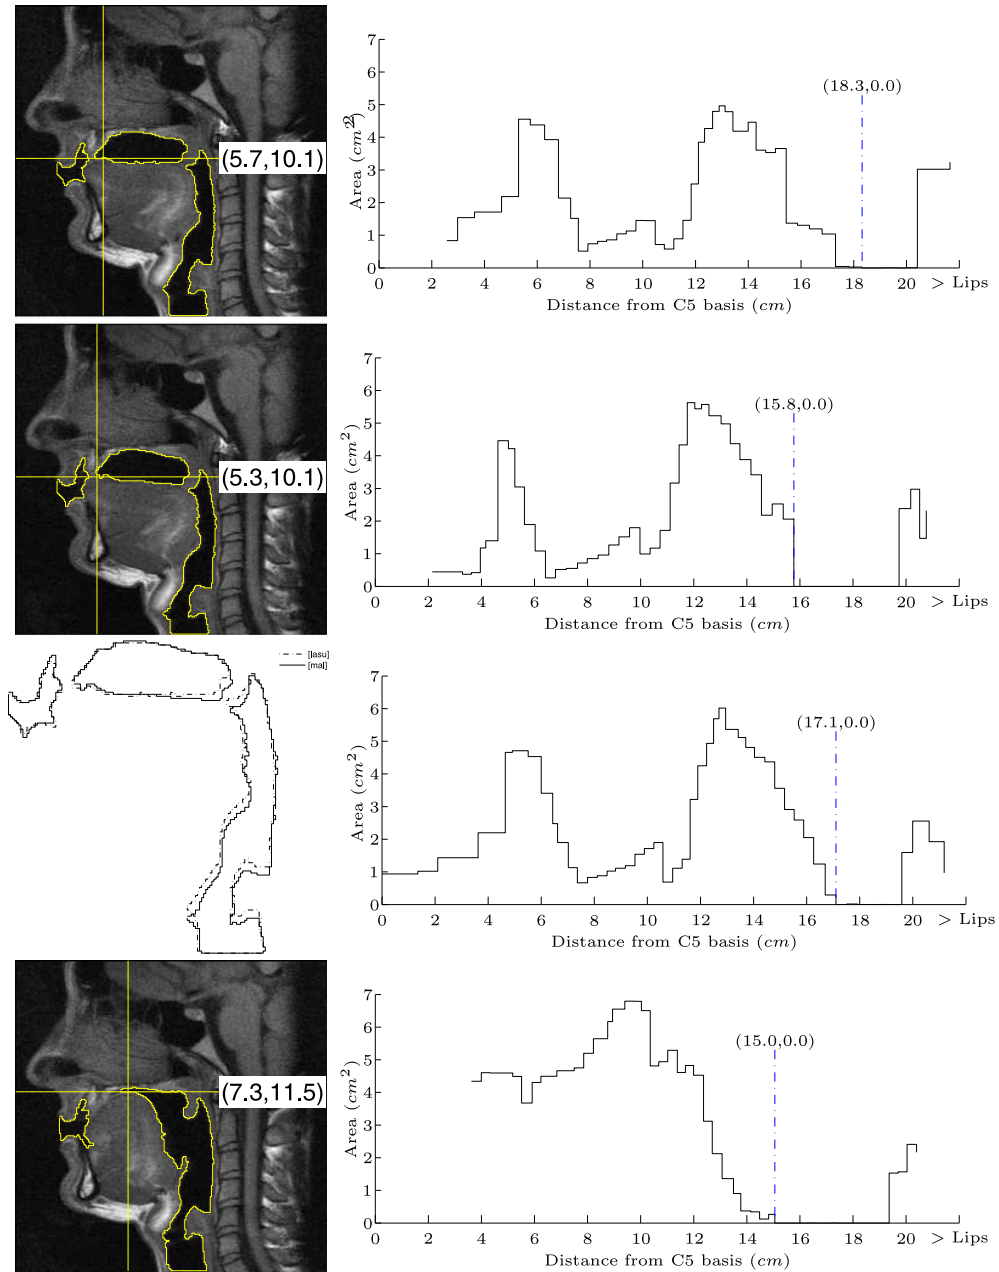 (5.7,10.1)
7
6
5
4
3
2
1
0
Area (cm²2
(18.3,0.0)
0 2 4 6 8 10 12 14 16 18 20 > Lips
Distance from C5 basis (cm)
(5.3,10.1)
7
6
5
4
3
2
1
0
Area (cm²)
(15.8,0.0)
0 2 4 6 8 10 12 14 16 18 20 > Lips
Distance from C5 basis (cm)
[lasu]
[mal]
7
6
5
4
3
2
1
0
Area (cm²)
(17.1,0.0)
0 2 4 6 8 10 12 14 16 18 20 > Lips
Distance from C5 basis (cm)
(7.3,11.5)
7
6
5
4
3
2
1
0
Area (cm²)
(15.0,0.0)
0 2 4 6 8 10 12 14 16 18 20 > Lips
Distance from C5 basis (cm)